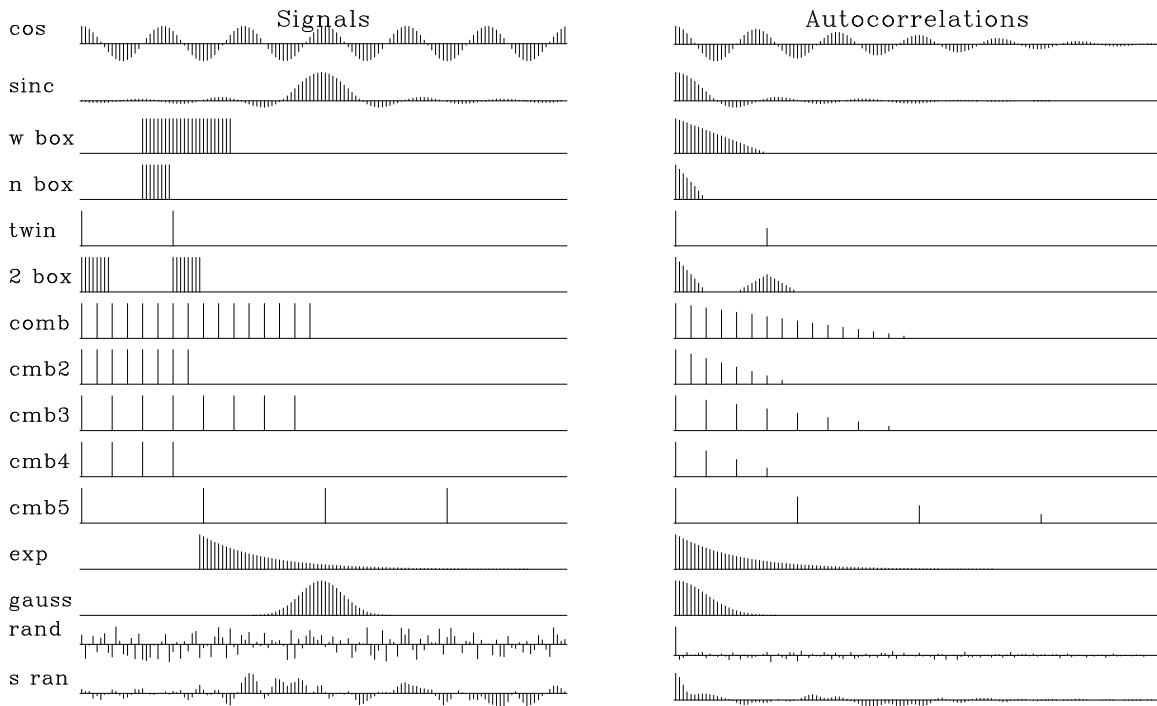 Signals
Autocorrelations
cos
sinc
w box
n box
twin
2 box
comb
cmb2
cmb3
cmb4
cmb5
exp
gauss
rand
s ran